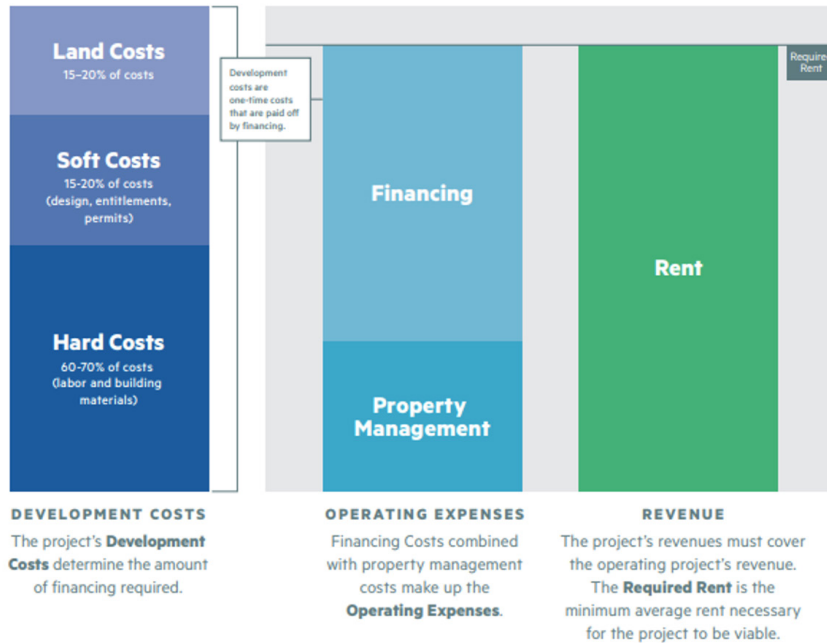 Land Costs
15–20% of costs
Soft Costs
15-20% of costs
(design, entitlements,
permits)
Hard Costs
60-70% of costs
(labor and building
materials)
Development
costs are
one-time costs
that are paid off
by financing.
Financing
Property
Management
Rent
Require
Rent
DEVELOPMENT COSTS
The project's Development
Costs determine the amount
of financing required.
OPERATING EXPENSES
Financing Costs combined
with property management
costs make up the
Operating Expenses.
REVENUE
The project's revenues must cover
the operating project's revenue.
The Required Rent is the
minimum average rent necessary
for the project to be viable.